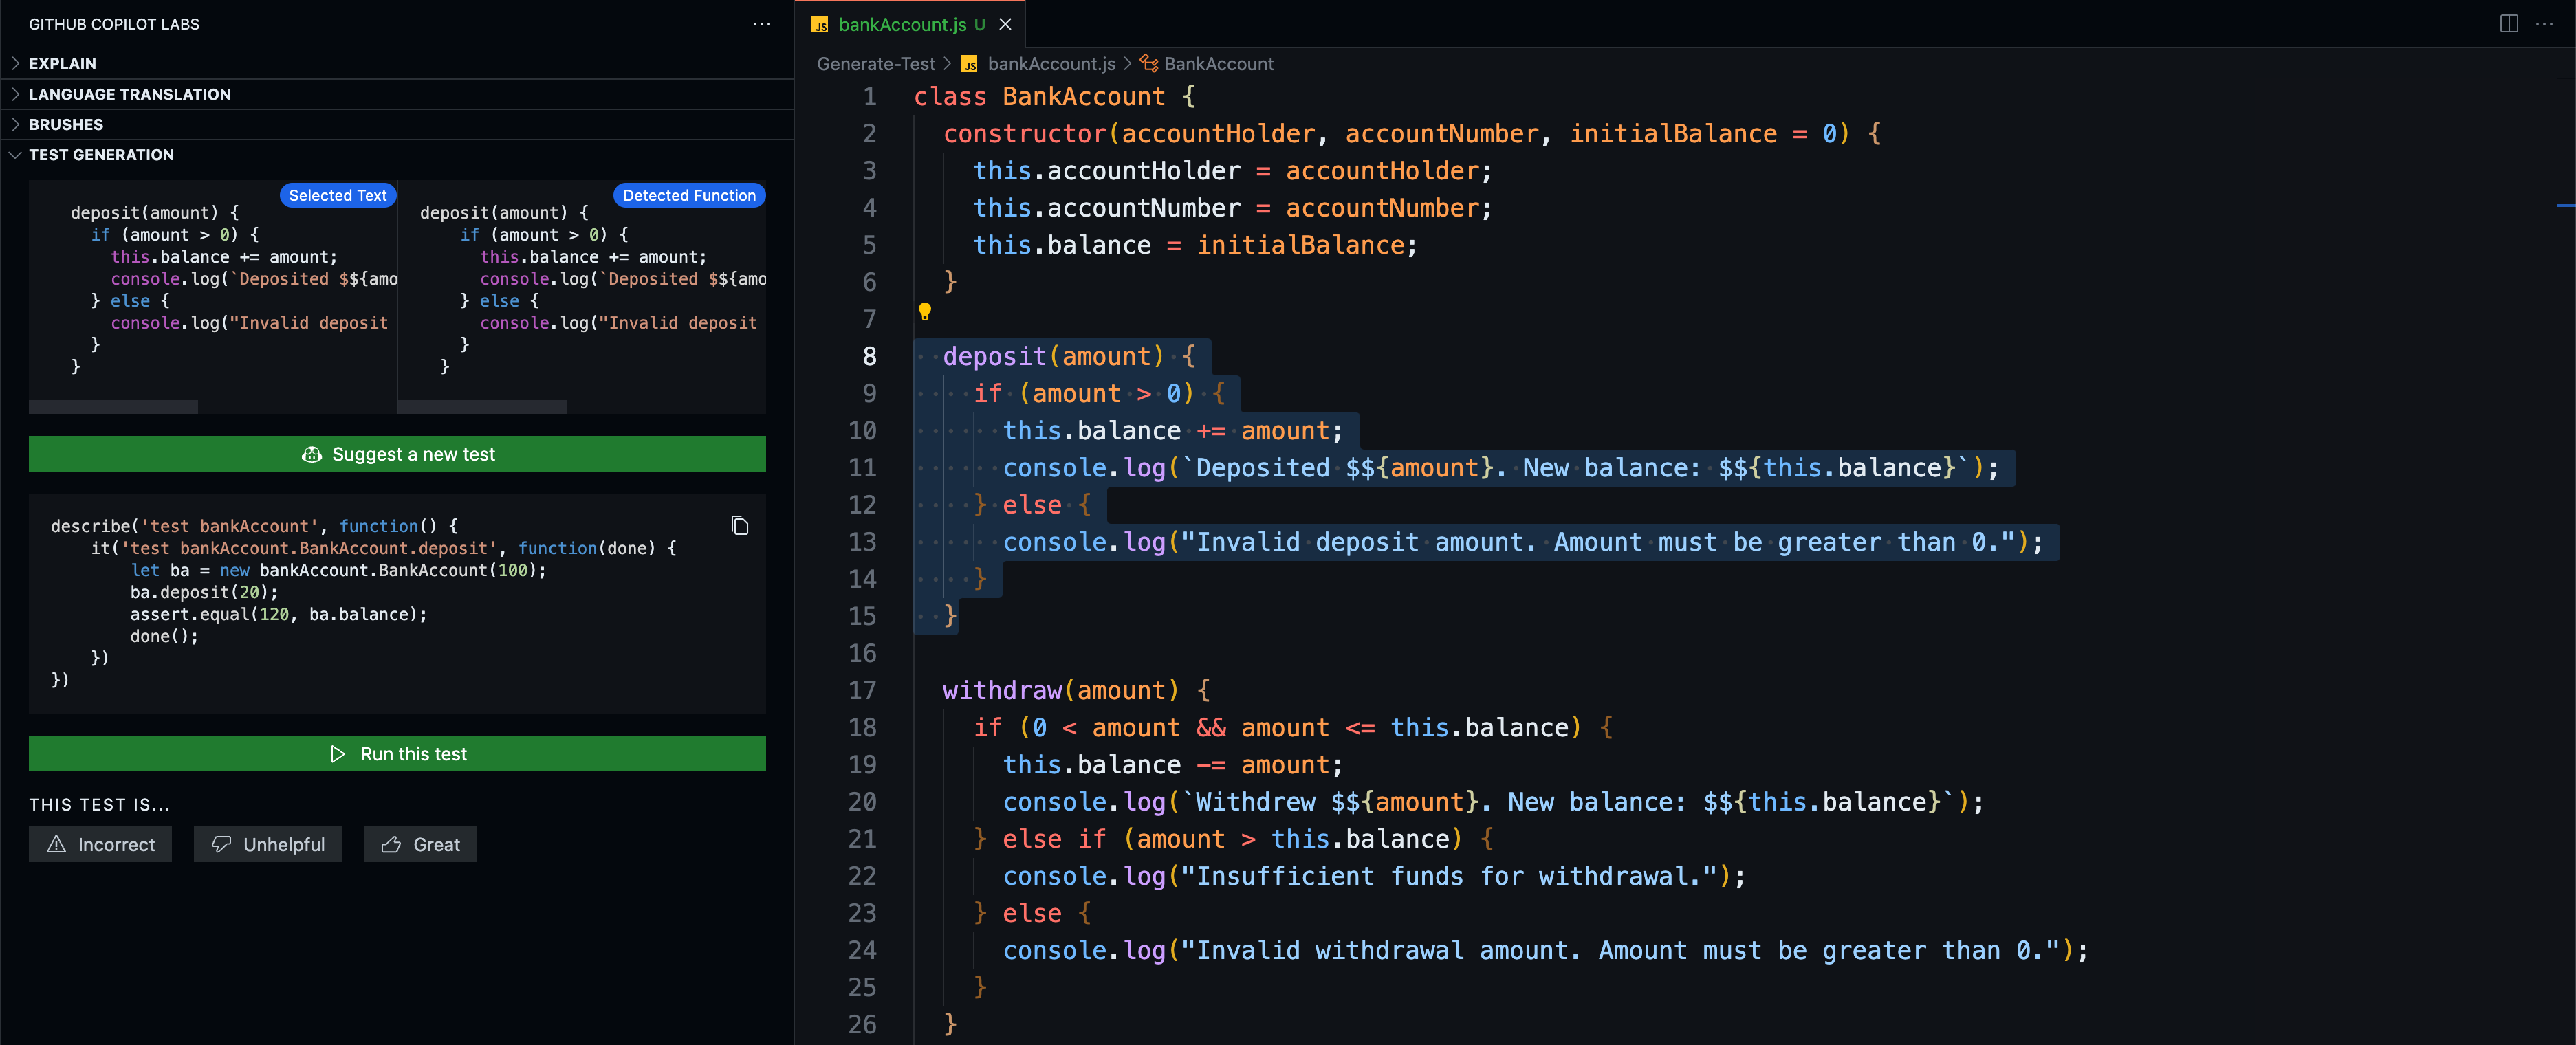 GITHUB COPILOT LABS
EXPLAIN
LANGUAGE TRANSLATION
BRUSHES
TEST GENERATION
Selected Text
deposit(amount) {
if (amount > 0) {
this.balance += amount;
console.log(`Deposited $${amo
} else {
console.log("Invalid deposit
}
}
Detected Function
deposit(amount) {
if (amount > 0) {
this.balance += amount;
console.log(`Deposited $${amo
} else {
console.log("Invalid deposit
}
}
Suggest a new test
describe('test bankAccount', function() {
it('test bankAccount.BankAccount.deposit', function(done) {
let ba = new bankAccount.BankAccount(100);
ba.deposit(20);
assert.equal(120, ba.balance);
done();
})
})
Run this test
THIS TEST IS...
Incorrect Unhelpful Great
JS bankAccount.js U
Generate-Test > JS bankAccount.js > BankAccount
1 class BankAccount {
2 constructor(accountHolder, accountNumber, initialBalance = 0) {
3 this.accountHolder = accountHolder;
4 this.accountNumber = accountNumber;
5 this.balance = initialBalance;
6 }
7
8 deposit(amount) {
9 if (amount > 0) {
10 this.balance += amount;
11 console.log(`Deposited $${amount}. New balance: $${this.balance}`);
12 } else {
13 console.log("Invalid deposit amount. Amount must be greater than 0.");
14 }
15 }
16
17 withdraw(amount) {
18 if (0 < amount && amount <= this.balance) {
19 this.balance -= amount;
20 console.log(`Withdrew $${amount}. New balance: $${this.balance}`);
21 } else if (amount > this.balance) {
22 console.log("Insufficient funds for withdrawal.");
23 } else {
24 console.log("Invalid withdrawal amount. Amount must be greater than 0.");
25 }
26 }